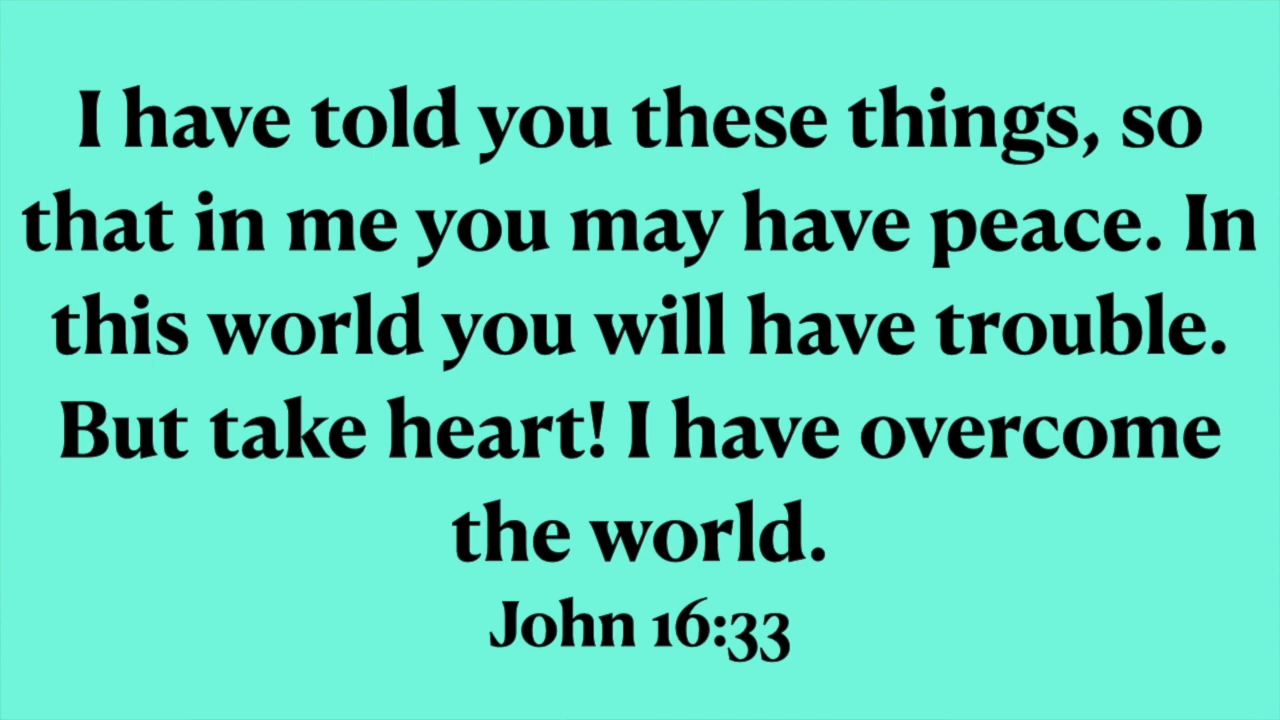 I have told you these things, so
that in me you may have peace. In
this world you will have trouble.
But take heart! I have overcome
the world.
John 16:33